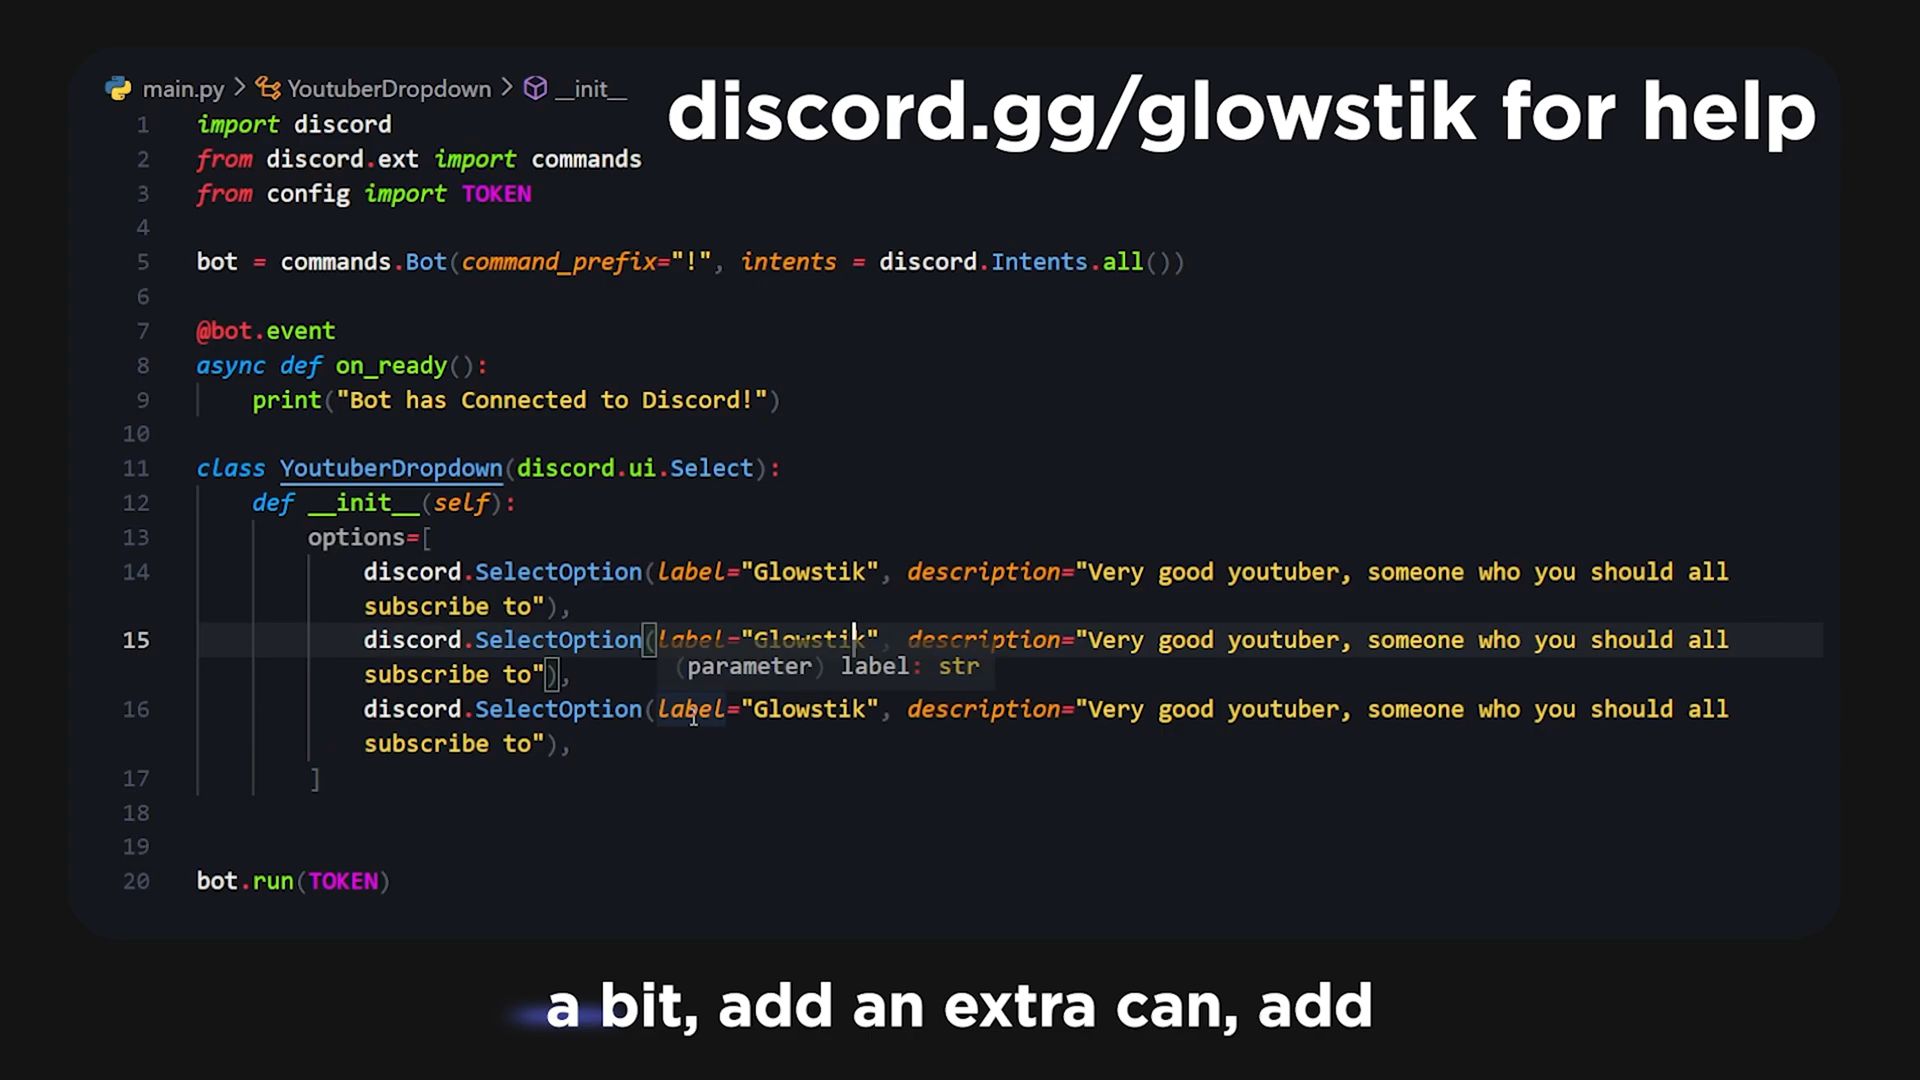 main.py > YoutuberDropdown > __init__
discord.gg/glowstik for help
1 import discord
2 from discord.ext import commands
3 from config import TOKEN
4
5 bot = commands.Bot(command_prefix="!", intents = discord.Intents.all())
6
7 @bot.event
8 async def on_ready():
9 print("Bot has Connected to Discord!")
10
11 class YoutuberDropdown(discord.ui.Select):
12 def __init__(self):
13 options=[
14 discord.SelectOption(label="Glowstik", description="Very good youtuber, someone who you should all
subscribe to"),
15 discord.SelectOption(label="Glowstik", description="Very good youtuber, someone who you should all
subscribe to"),
(parameter) label: str
16 discord.SelectOption(label="Glowstik", description="Very good youtuber, someone who you should all
subscribe to"),
17 ]
18
19
20 bot.run(TOKEN)
a bit, add an extra can, add